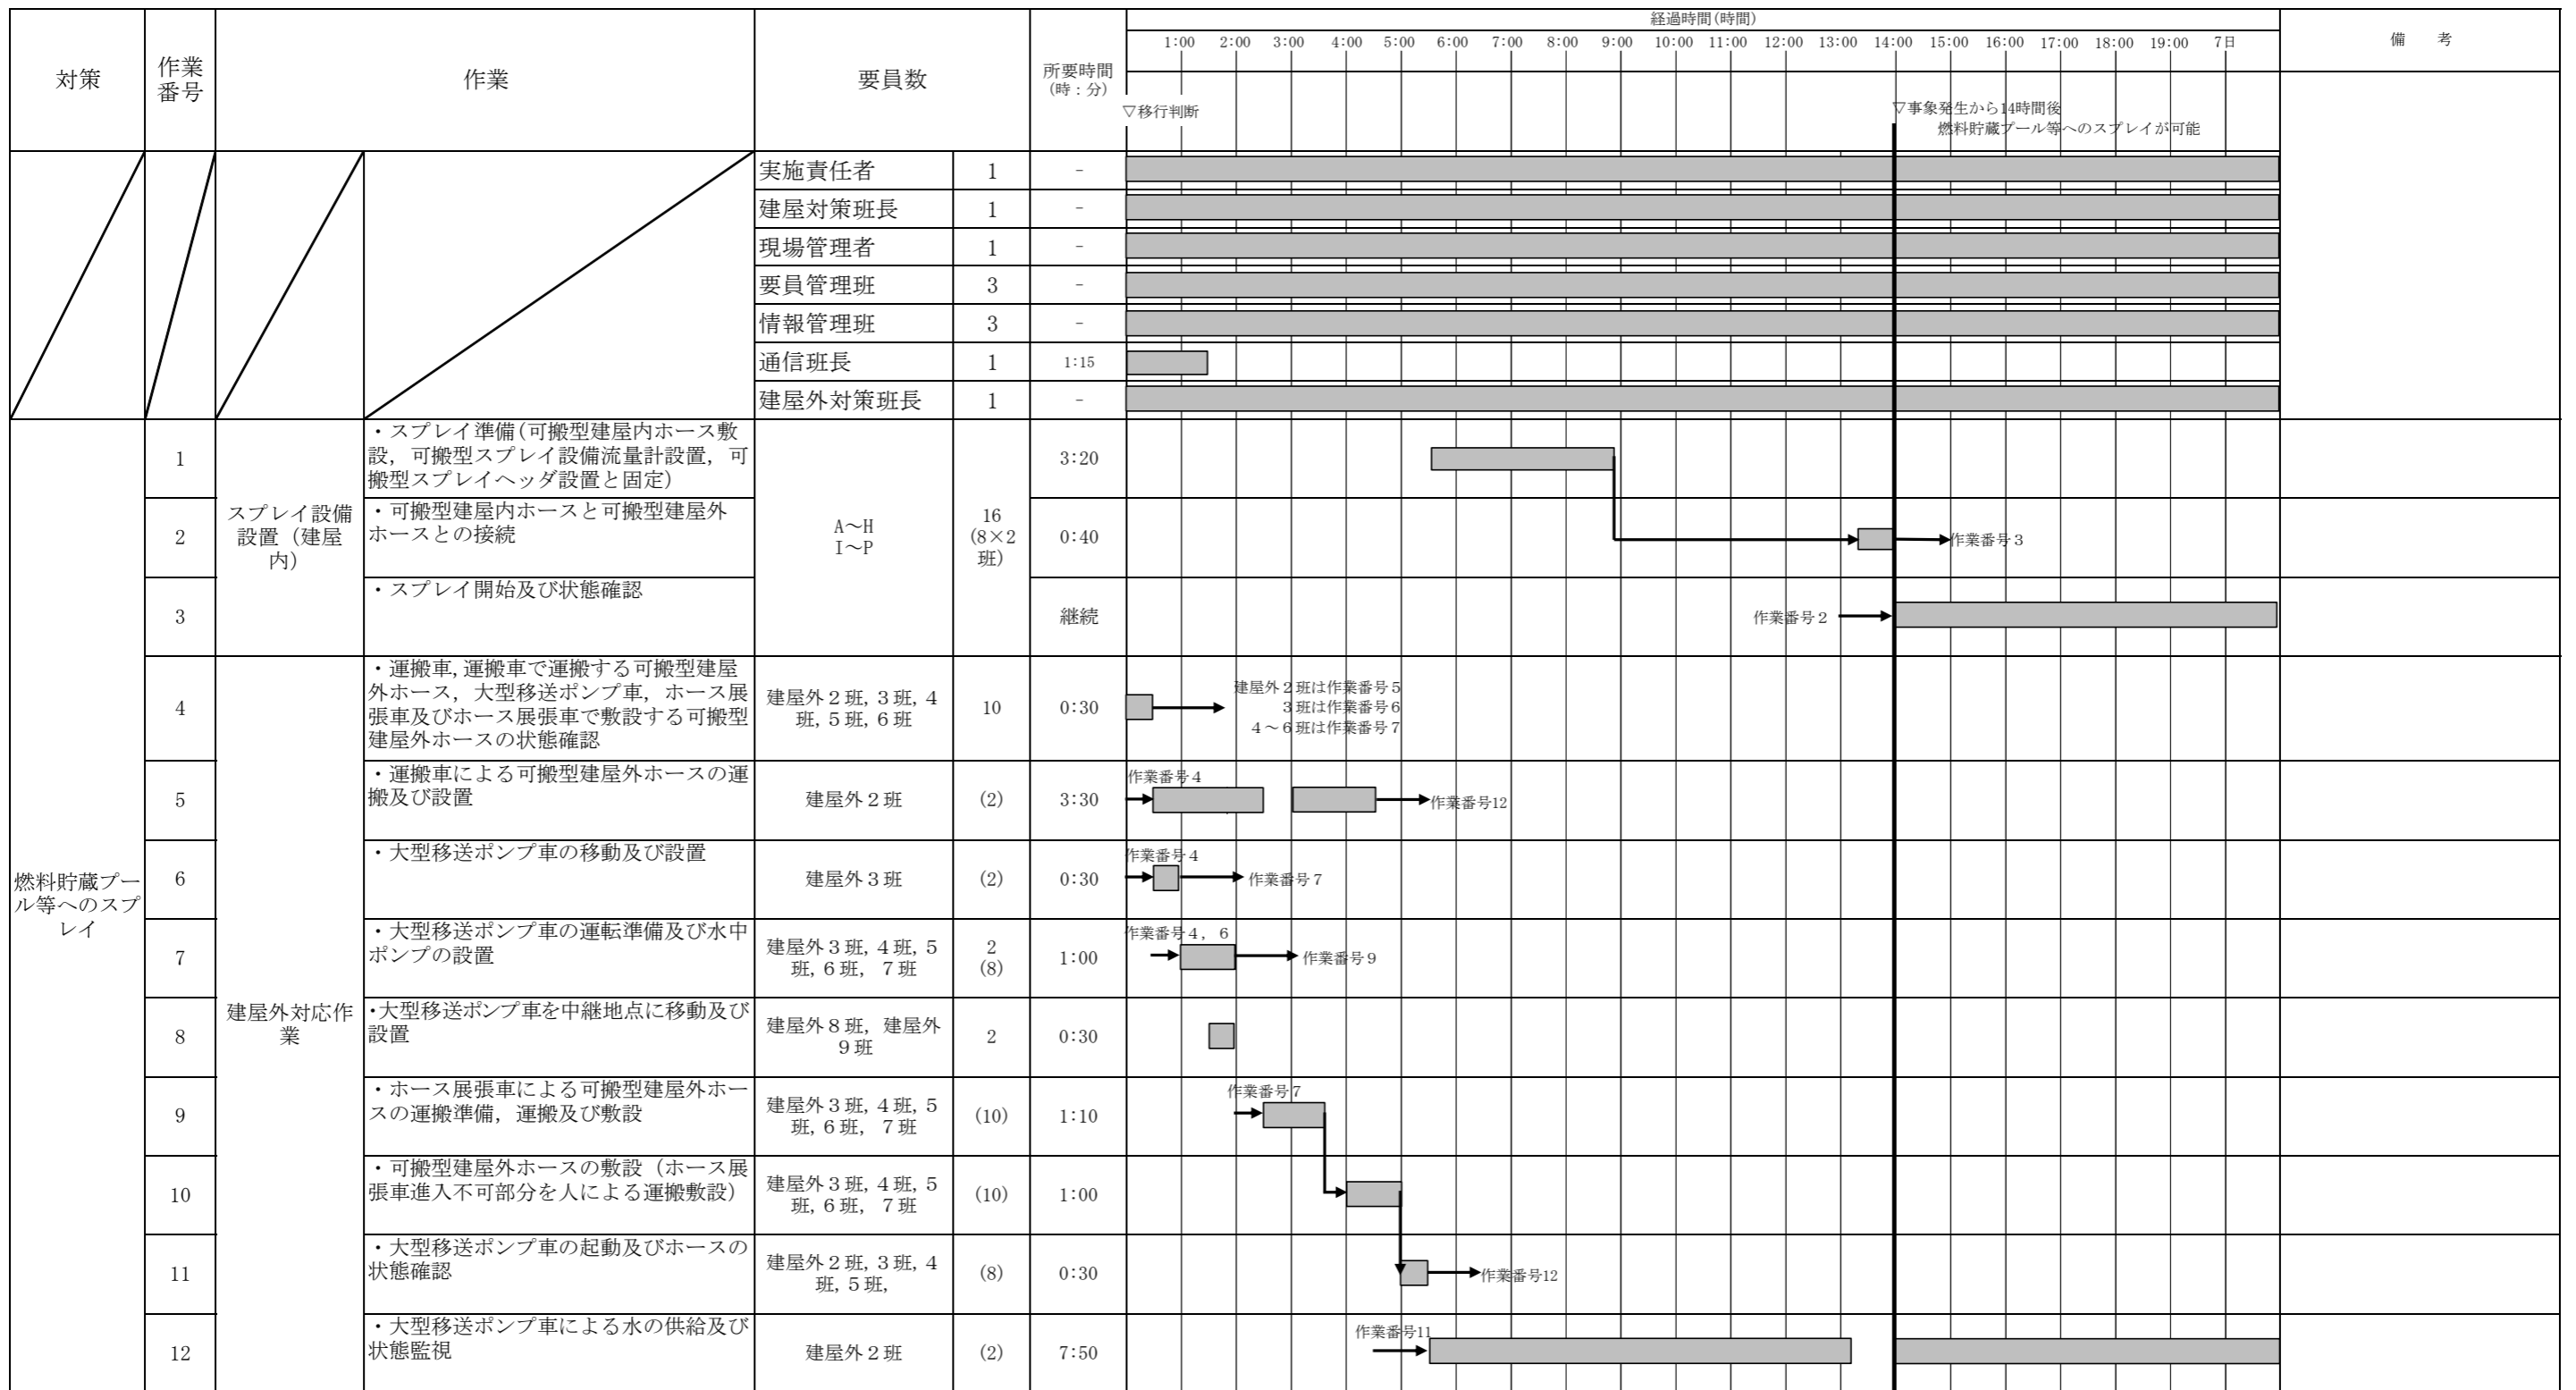 経過時間(時間)
対策
作業
番号
作業
要員数
所要時間
(時：分)
1:00 2:00 3:00 4:00 5:00 6:00 7:00 8:00 9:00 10:00 11:00 12:00 13:00 14:00 15:00 16:00 17:00 18:00 19:00 7日
備　考
▽移行判断
▽事象発生から14時間後
燃料貯蔵プール等へのスプレイが可能
実施責任者 1 －
建屋対策班長 1 －
現場管理者 1 －
要員管理班 3 －
情報管理班 3 －
通信班長 1 1:15
建屋外対策班長 1 －
燃料貯蔵プー
ル等へのスプ
レイ
スプレイ設備
設置（建屋
内）
A～H
I～P
16
(8×2
班)
1
・スプレイ準備(可搬型建屋内ホース敷
設，可搬型スプレイ設備流量計設置，可
搬型スプレイヘッダ設置と固定)
3:20
2
・可搬型建屋内ホースと可搬型建屋外
ホースとの接続
0:40
作業番号３
3
・スプレイ開始及び状態確認
継続
作業番号２
建屋外対応作
業
4
・運搬車,運搬車で運搬する可搬型建屋
外ホース，大型移送ポンプ車，ホース展
張車及びホース展張車で敷設する可搬型
建屋外ホースの状態確認
建屋外２班,３班,４
班,５班,６班
10
0:30
建屋外２班は作業番号５
３班は作業番号６
４～６班は作業番号７
5
・運搬車による可搬型建屋外ホースの運
搬及び設置
建屋外２班
(2)
3:30
作業番号４
作業番号12
6
・大型移送ポンプ車の移動及び設置
建屋外３班
(2)
0:30
作業番号４
作業番号７
7
・大型移送ポンプ車の運転準備及び水中
ポンプの設置
建屋外３班,４班,５
班,６班，７班
2
(8)
1:00
作業番号４，６
作業番号９
8
・大型移送ポンプ車を中継地点に移動及び
設置
建屋外８班，建屋外
９班
2
0:30
9
・ホース展張車による可搬型建屋外ホー
スの運搬準備，運搬及び敷設
建屋外３班,４班,５
班,６班，７班
(10)
1:10
作業番号７
10
・可搬型建屋外ホースの敷設（ホース展
張車進入不可部分を人による運搬敷設）
建屋外３班,４班,５
班,６班，７班
(10)
1:00
11
・大型移送ポンプ車の起動及びホースの
状態確認
建屋外２班,３班,４
班,５班,
(8)
0:30
作業番号12
12
・大型移送ポンプ車による水の供給及び
状態監視
建屋外２班
(2)
7:50
作業番号11